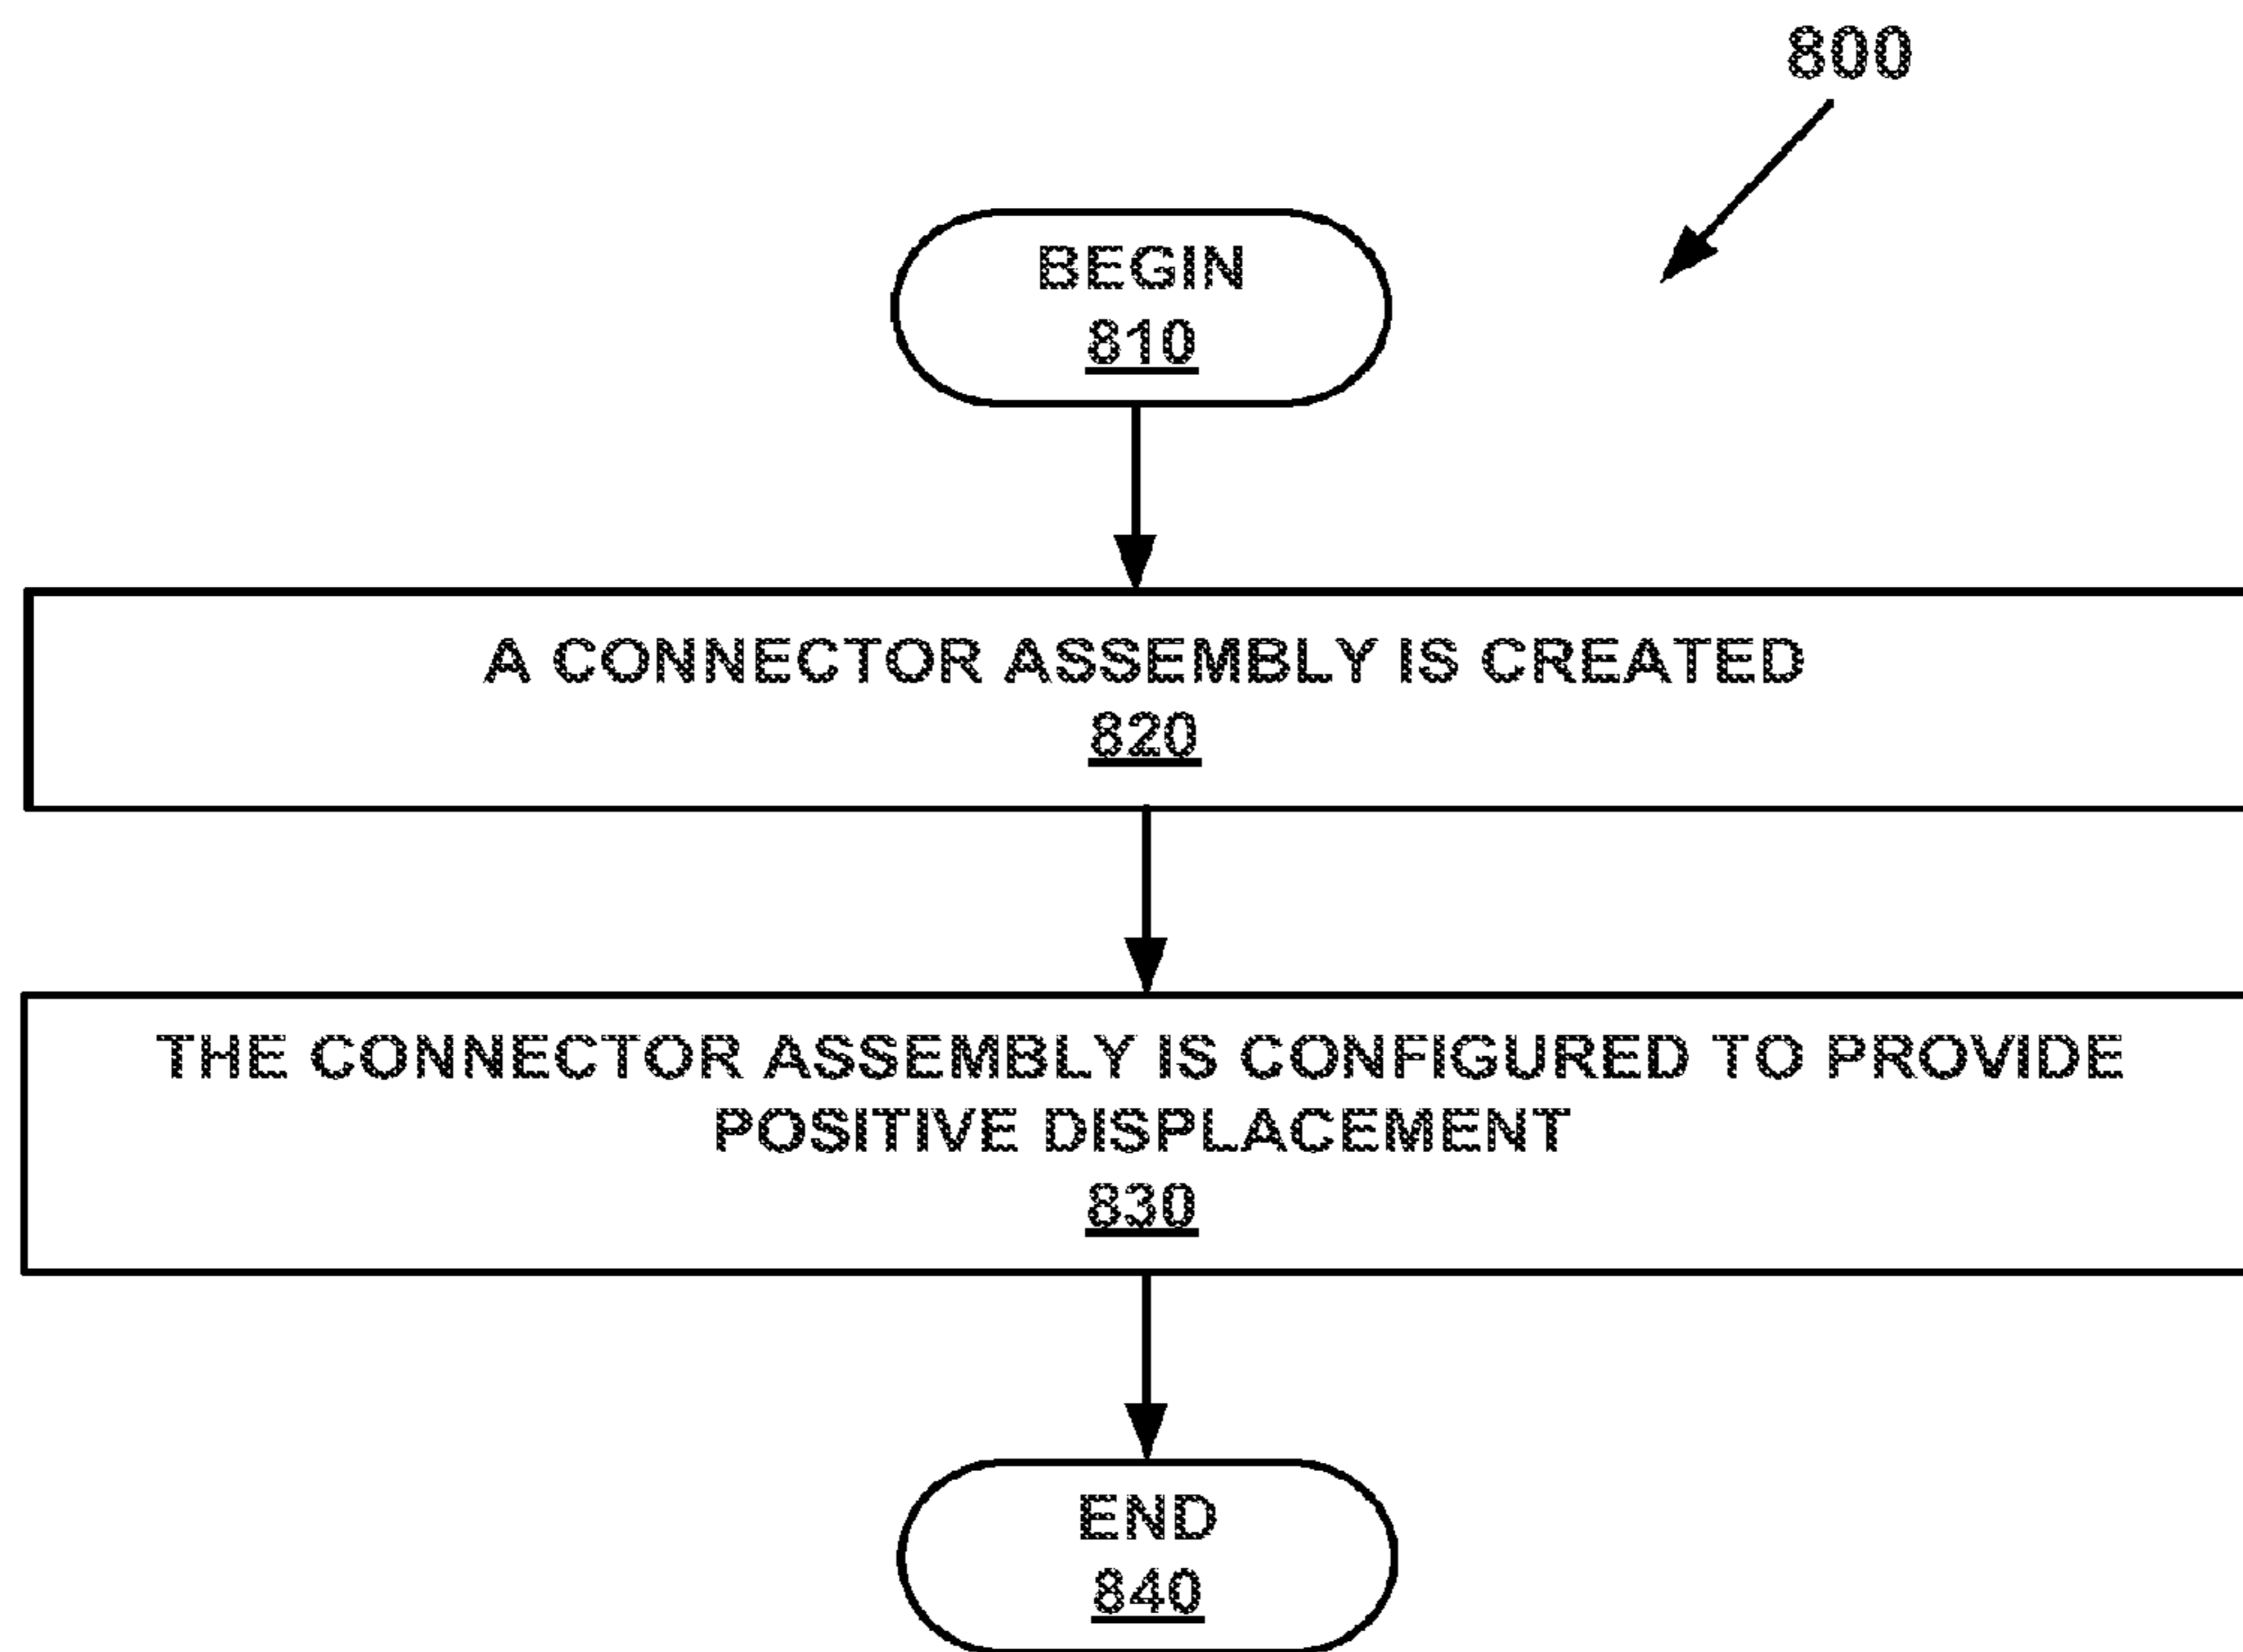 800
BEGIN
810
A CONNECTOR ASSEMBLY IS CREATED
820
THE CONNECTOR ASSEMBLY IS CONFIGURED TO PROVIDE
POSITIVE DISPLACEMENT
830
END
840